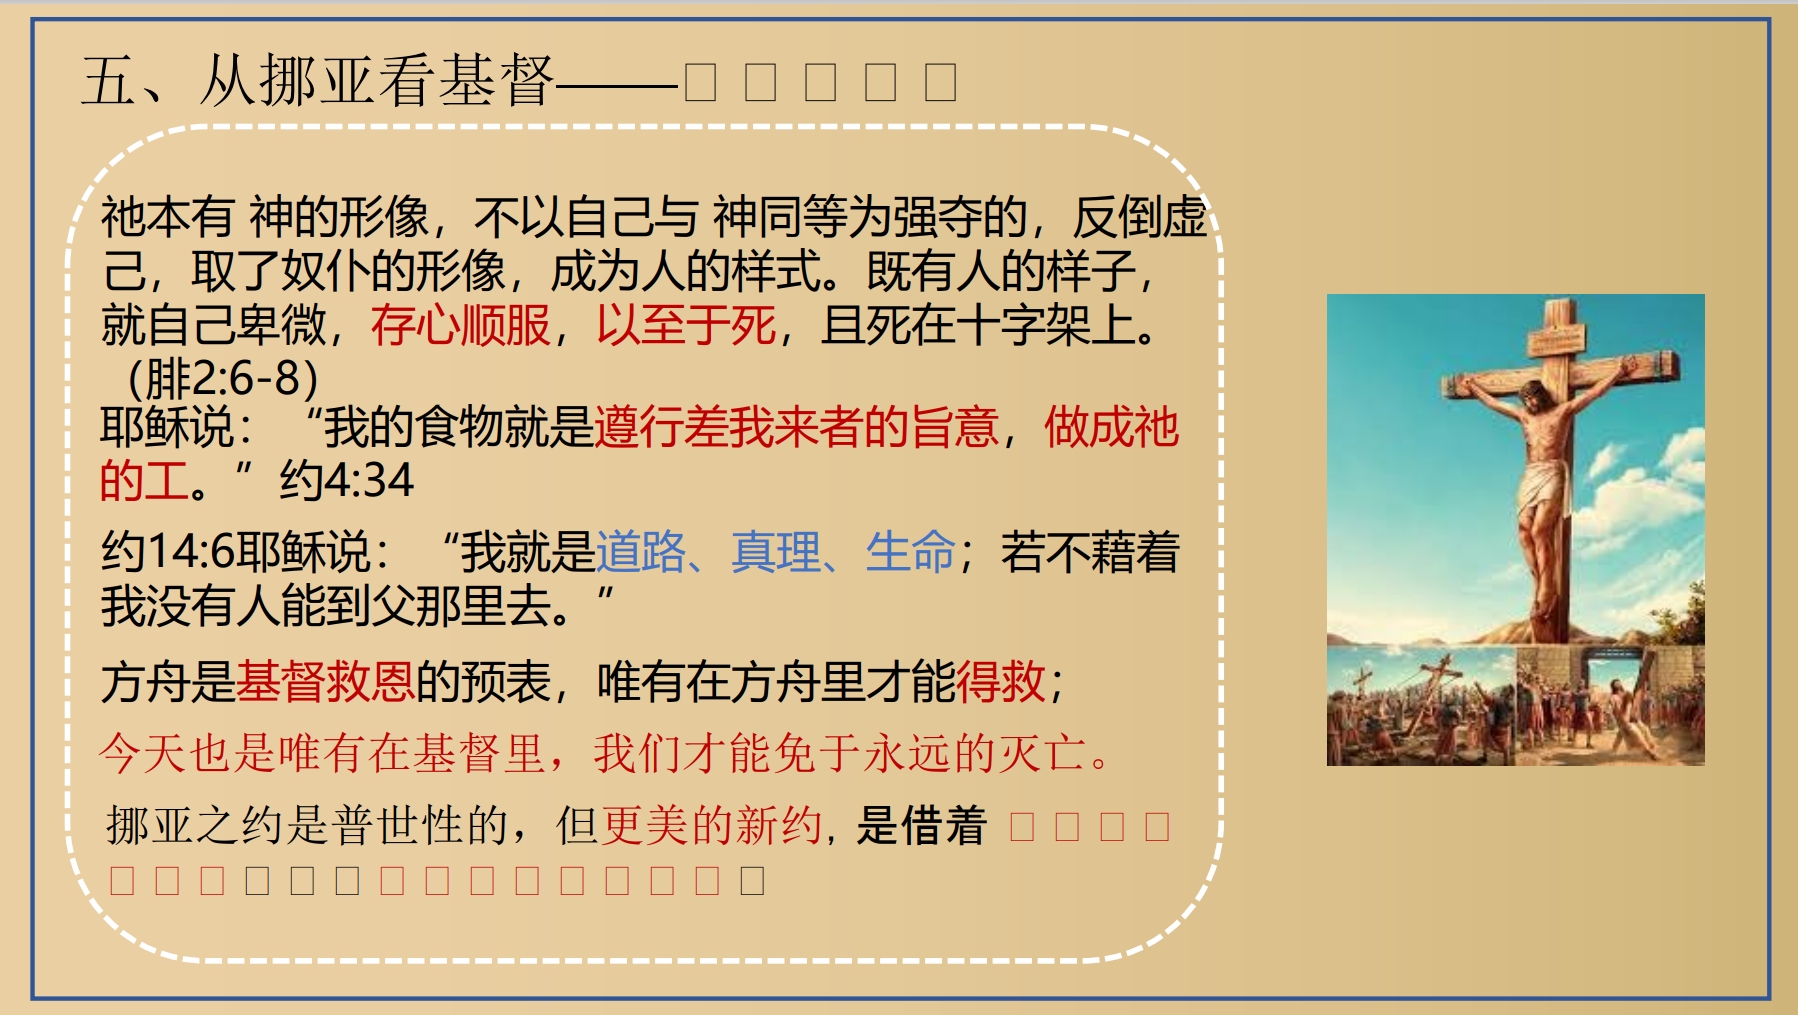 五、从挪亚看基督——□□□□□
祂本有 神的形像，不以自己与 神同等为强夺的，反倒虚
己，取了奴仆的形像，成为人的样式。既有人的样子，
就自己卑微，存心顺服，以至于死，且死在十字架上。
（腓2:6-8）
耶稣说：“我的食物就是遵行差我来者的旨意，做成祂
的工。”约4:34
约14:6耶稣说：“我就是道路、真理、生命；若不藉着
我没有人能到父那里去。”
方舟是基督救恩的预表，唯有在方舟里才能得救；
今天也是唯有在基督里，我们才能免于永远的灭亡。
挪亚之约是普世性的，但更美的新约，是借着 □□□□
□□□□□□□□□□□□□□□